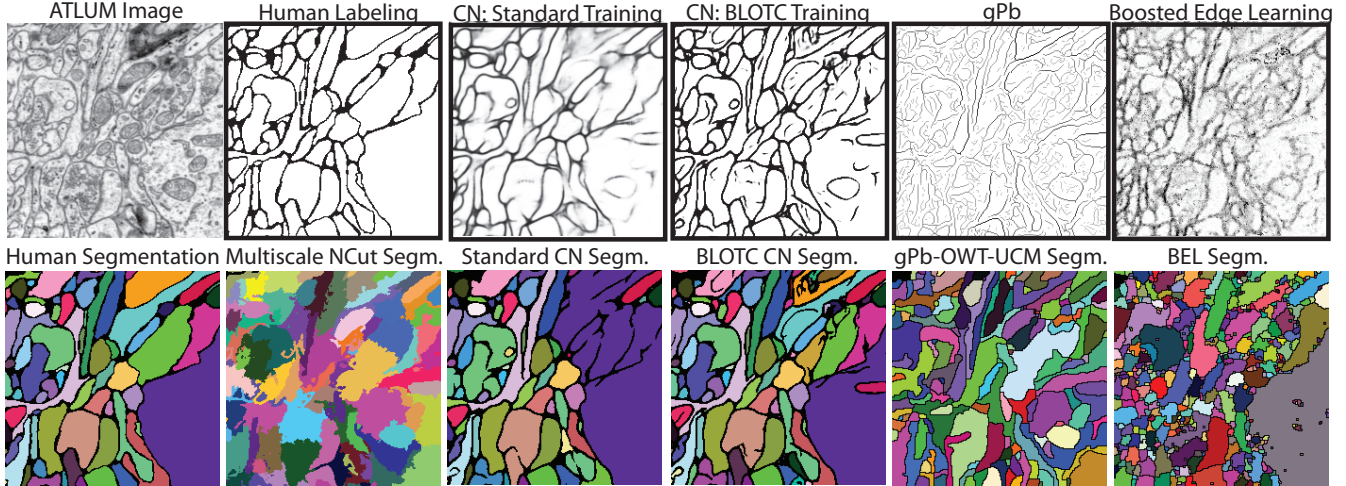 ATLUM Image
Human Labeling
CN: Standard Training
CN: BLOTC Training
gPb
Boosted Edge Learning
Human Segmentation
Multiscale NCut Segm.
Standard CN Segm.
BLOTC CN Segm.
gPb-OWT-UCM Segm.
BEL Segm.